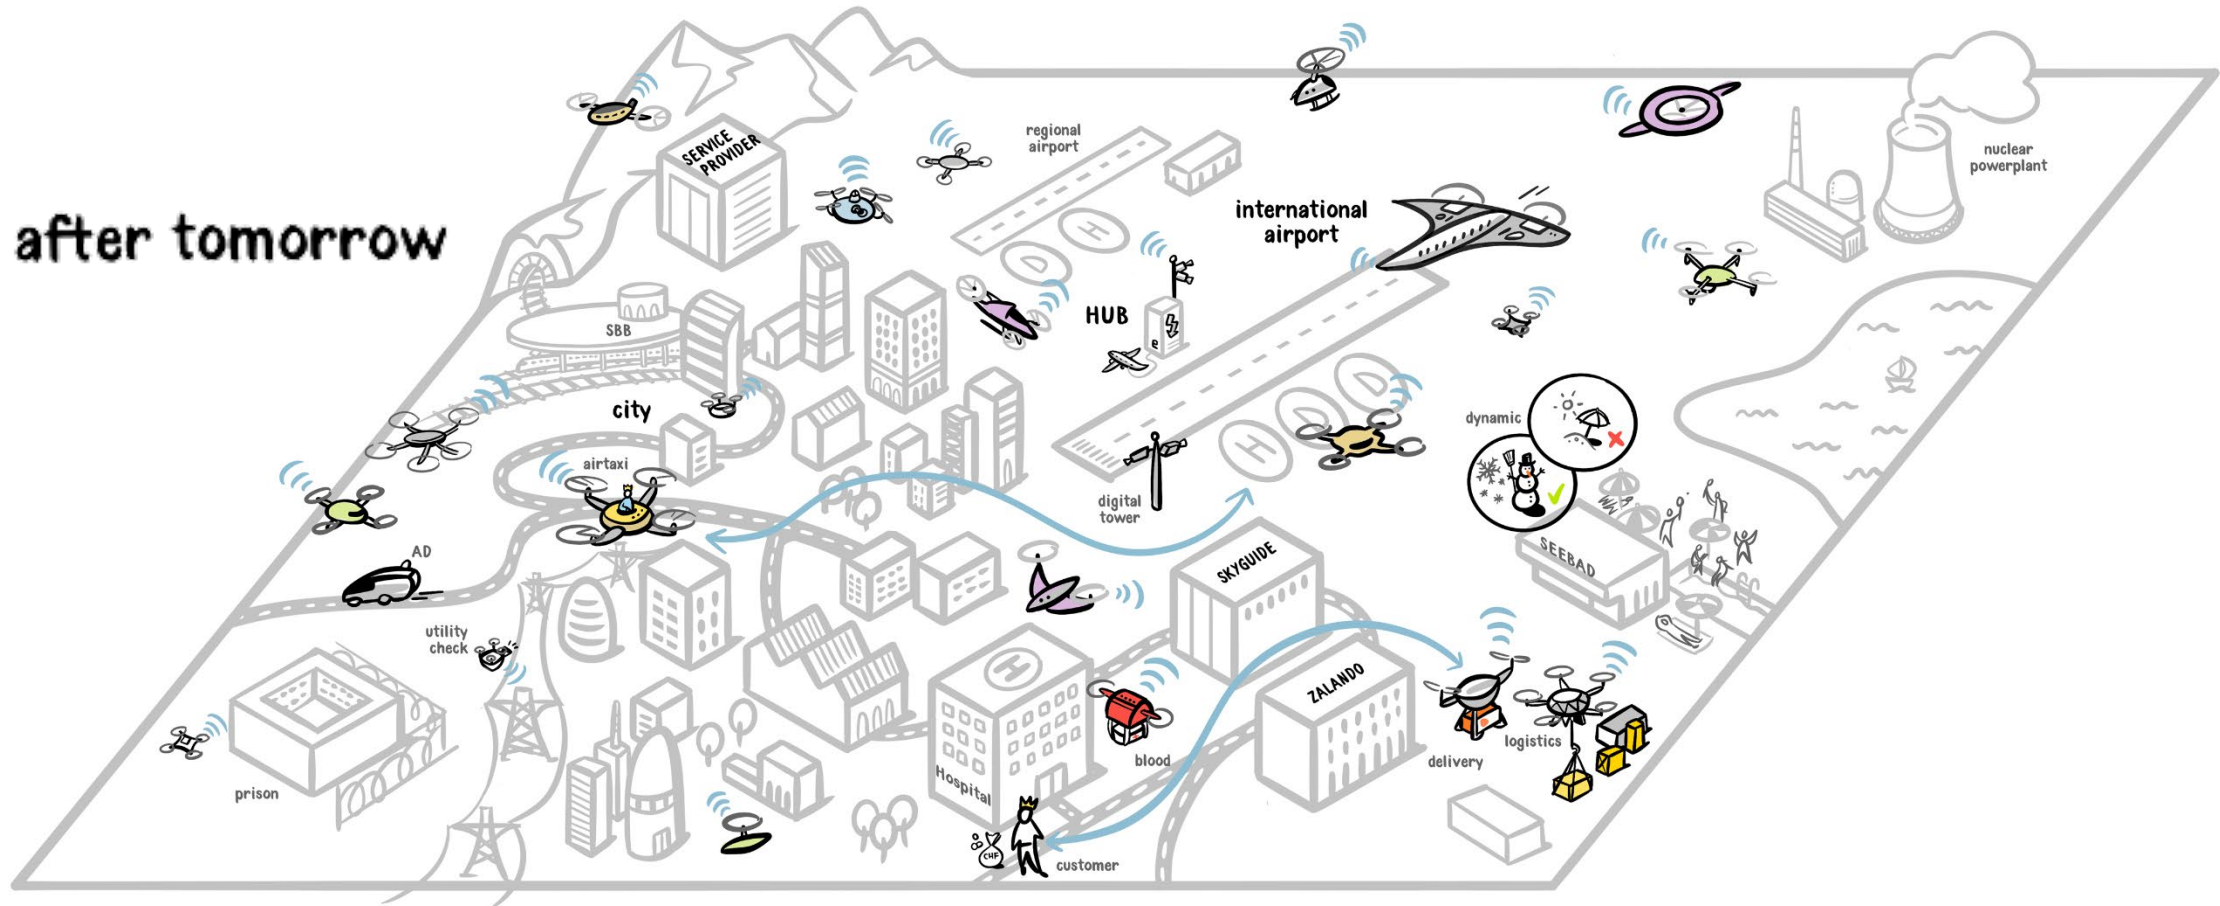 after tomorrow
SERVICE
PROVIDER
regional
airport
nuclear
powerplant
international
airport
HUB
e
SBB
city
dynamic
airtaxi
digital
tower
AD
SKYGUIDE
SEEBAD
utility
check
ZALANDO
prison
Hospital
blood
delivery
logistics
CHF
customer
H
D
H
D
D
H